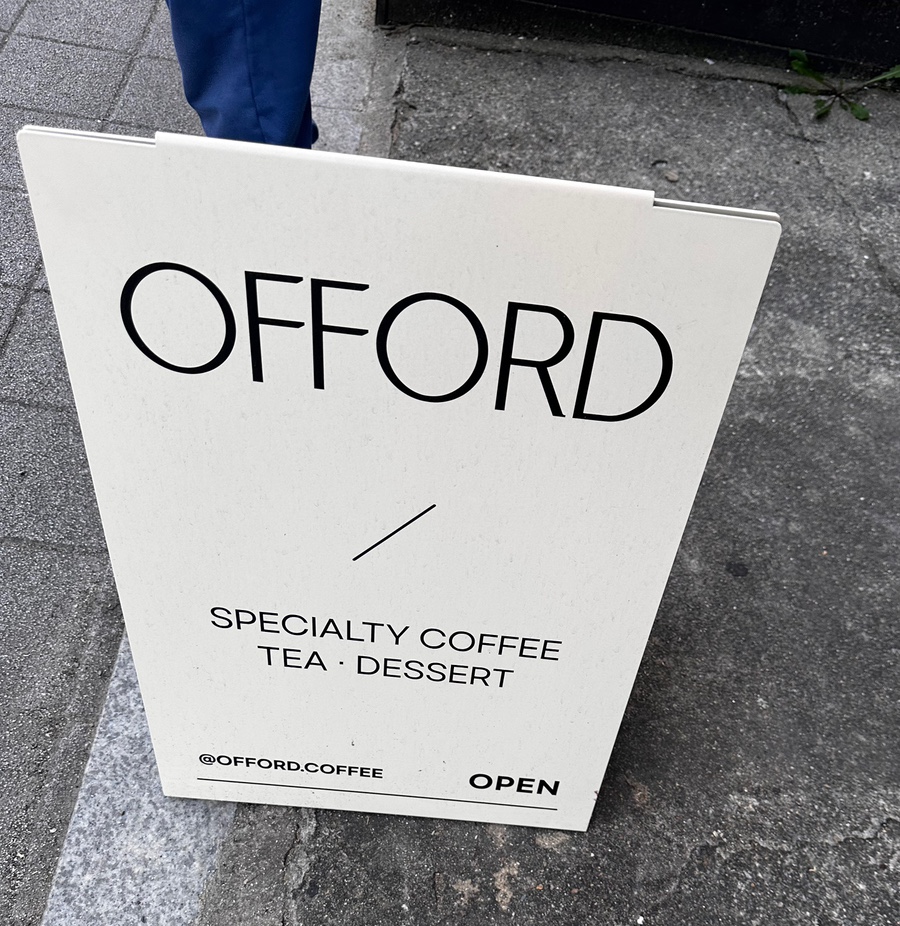 OFFORD
/
SPECIALTY COFFEE
TEA · DESSERT
@OFFORD.COFFEE
OPEN